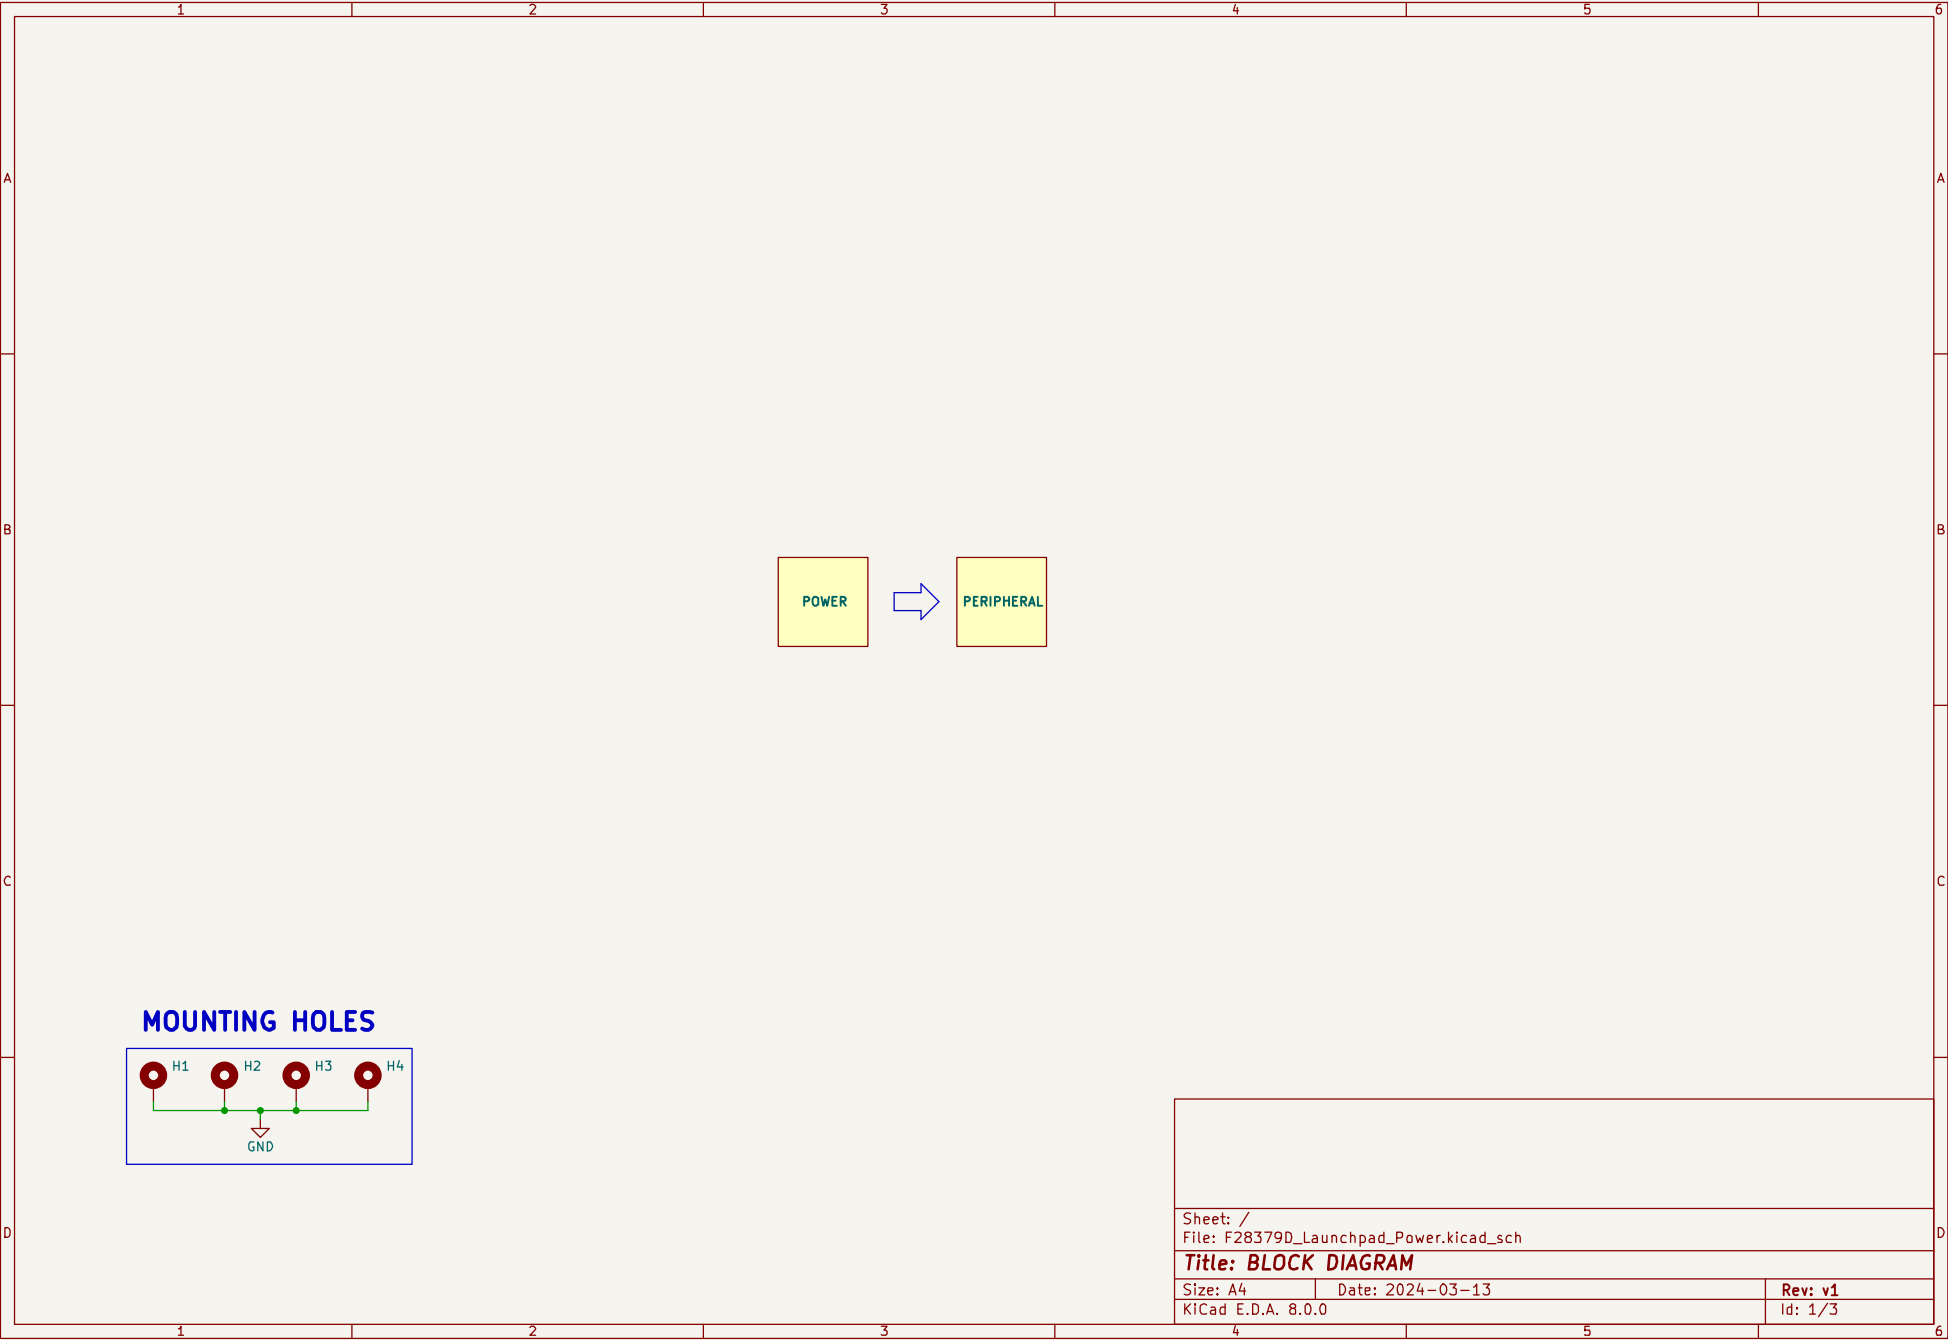 1 2 3 4 5 6
A A
B B
POWER PERIPHERAL
C C
MOUNTING HOLES
H1 H2 H3 H4
GND
D D
Sheet: /
File: F28379D_Launchpad_Power.kicad_sch
Title: BLOCK DIAGRAM
Size: A4 Date: 2024-03-13 Rev: v1
KiCad E.D.A. 8.0.0 Id: 1/3
1 2 3 4 5 6